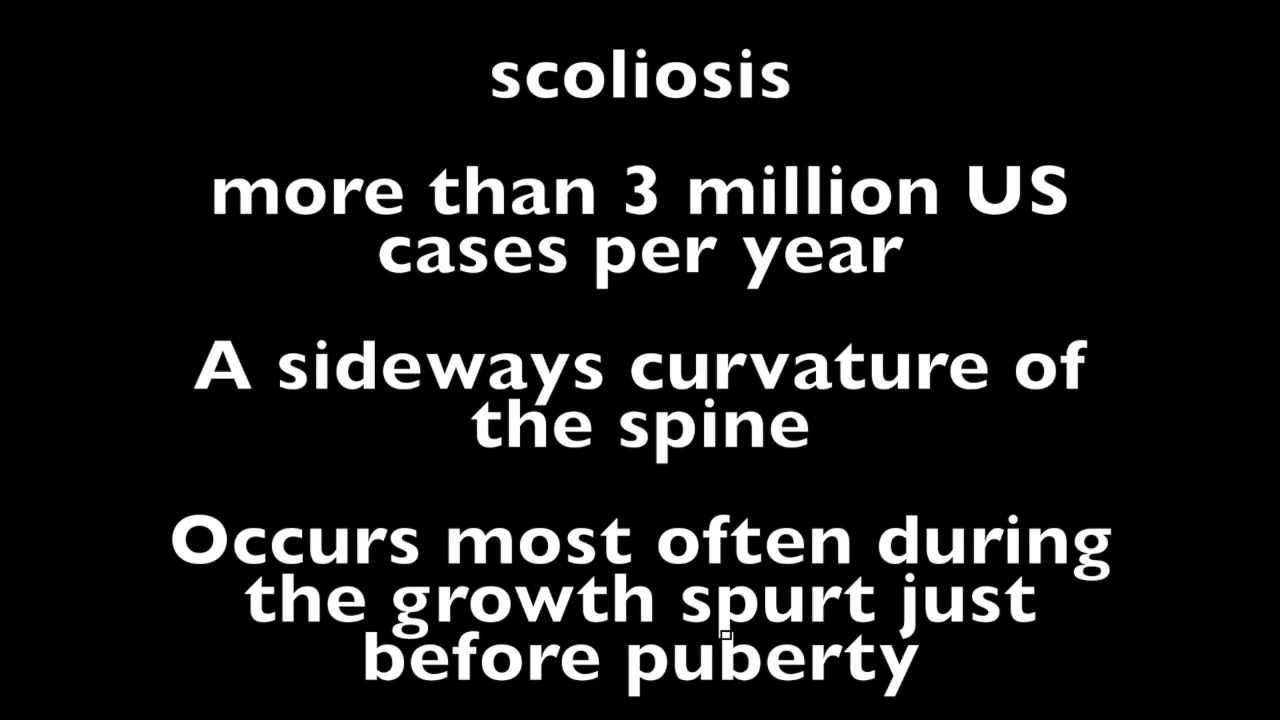 scoliosis
more than 3 million US
cases per year
A sideways curvature of
the spine
Occurs most often during
the growth spurt just
before puberty